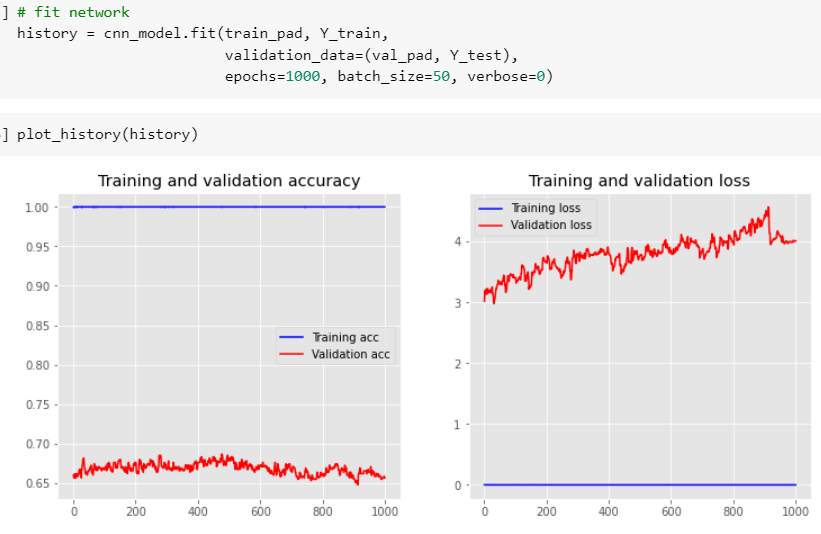 ] # fit network
history = cnn_model.fit(train_pad, Y_train,
validation_data=(val_pad, Y_test),
epochs=1000, batch_size=50, verbose=0)
] plot_history(history)
Training and validation accuracy
1.00
0.95
0.90
0.85
0.80
0.75
0.70
0.65
Training acc
Validation acc
0 200 400 600 800 1000
Training and validation loss
Training loss
Validation loss
4
3
2
1
0
0 200 400 600 800 1000